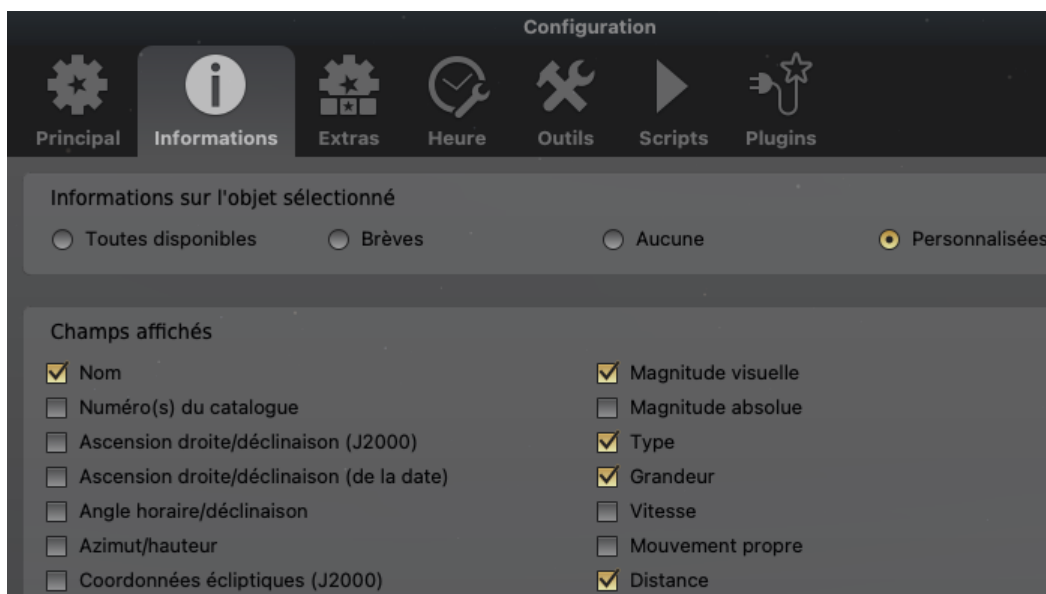 Configuration
Principal Informations Extras Heure Outils Scripts Plugins
Informations sur l'objet sélectionné
Toutes disponibles Brèves Aucune Personnalisées
Champs affichés
Nom Magnitude visuelle
Numéro(s) du catalogue Magnitude absolue
Ascension droite/déclinaison (J2000) Type
Ascension droite/déclinaison (de la date) Grandeur
Angle horaire/déclinaison Vitesse
Azimut/hauteur Mouvement propre
Coordonnées écliptiques (J2000) Distance